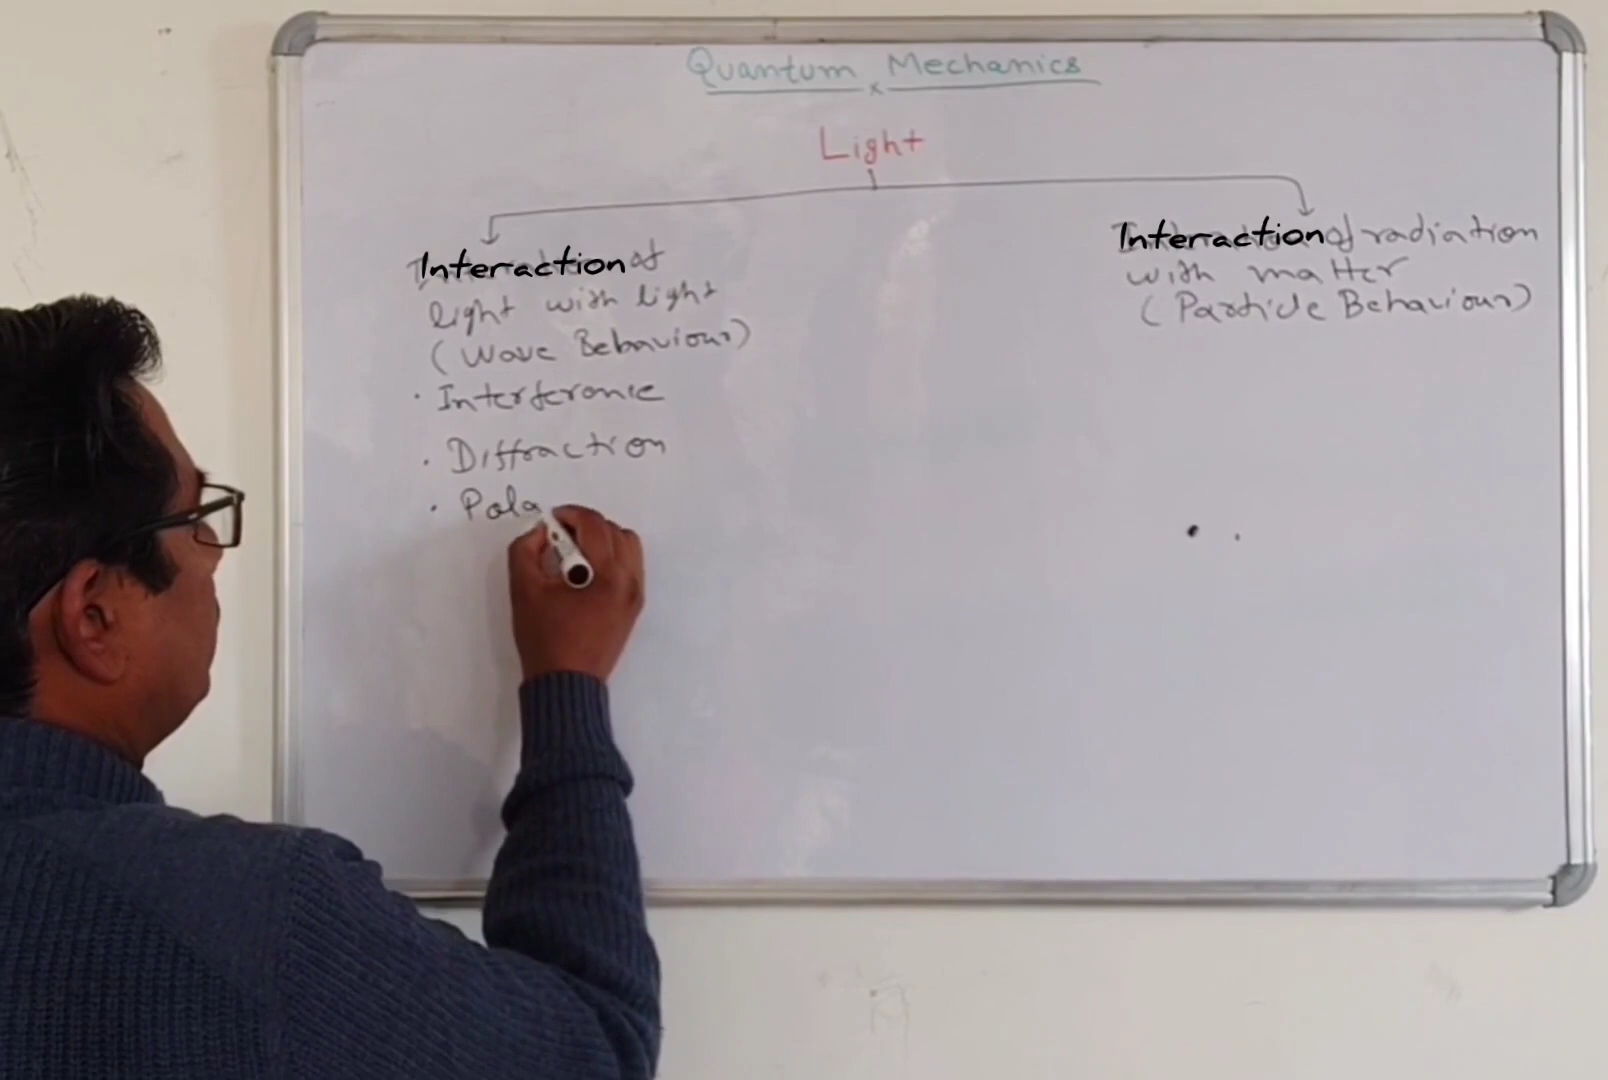 Quantum Mechanics
Light
Interaction of
light with light
(Wave Behaviour)
· Interference
· Diffraction
· Pola
Interaction of radiation
with matter
(Particle Behaviour)